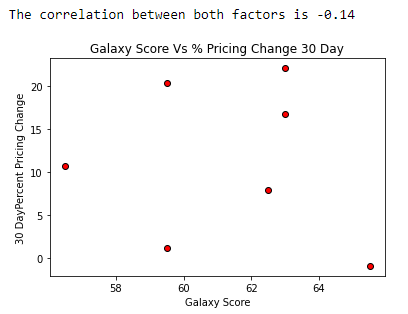 The correlation between both factors is -0.14
Galaxy Score Vs % Pricing Change 30 Day
30 DayPercent Pricing Change
20
15
10
5
0
58
60
62
64
Galaxy Score